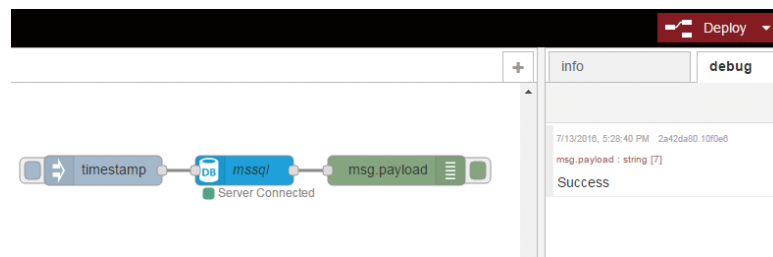 Deploy
info
debug
7/13/2016, 5:28:40 PM 2a42da80.10f0e6
msg.payload : string [7]
Success
timestamp
DB
mssql
msg.payload
Server Connected